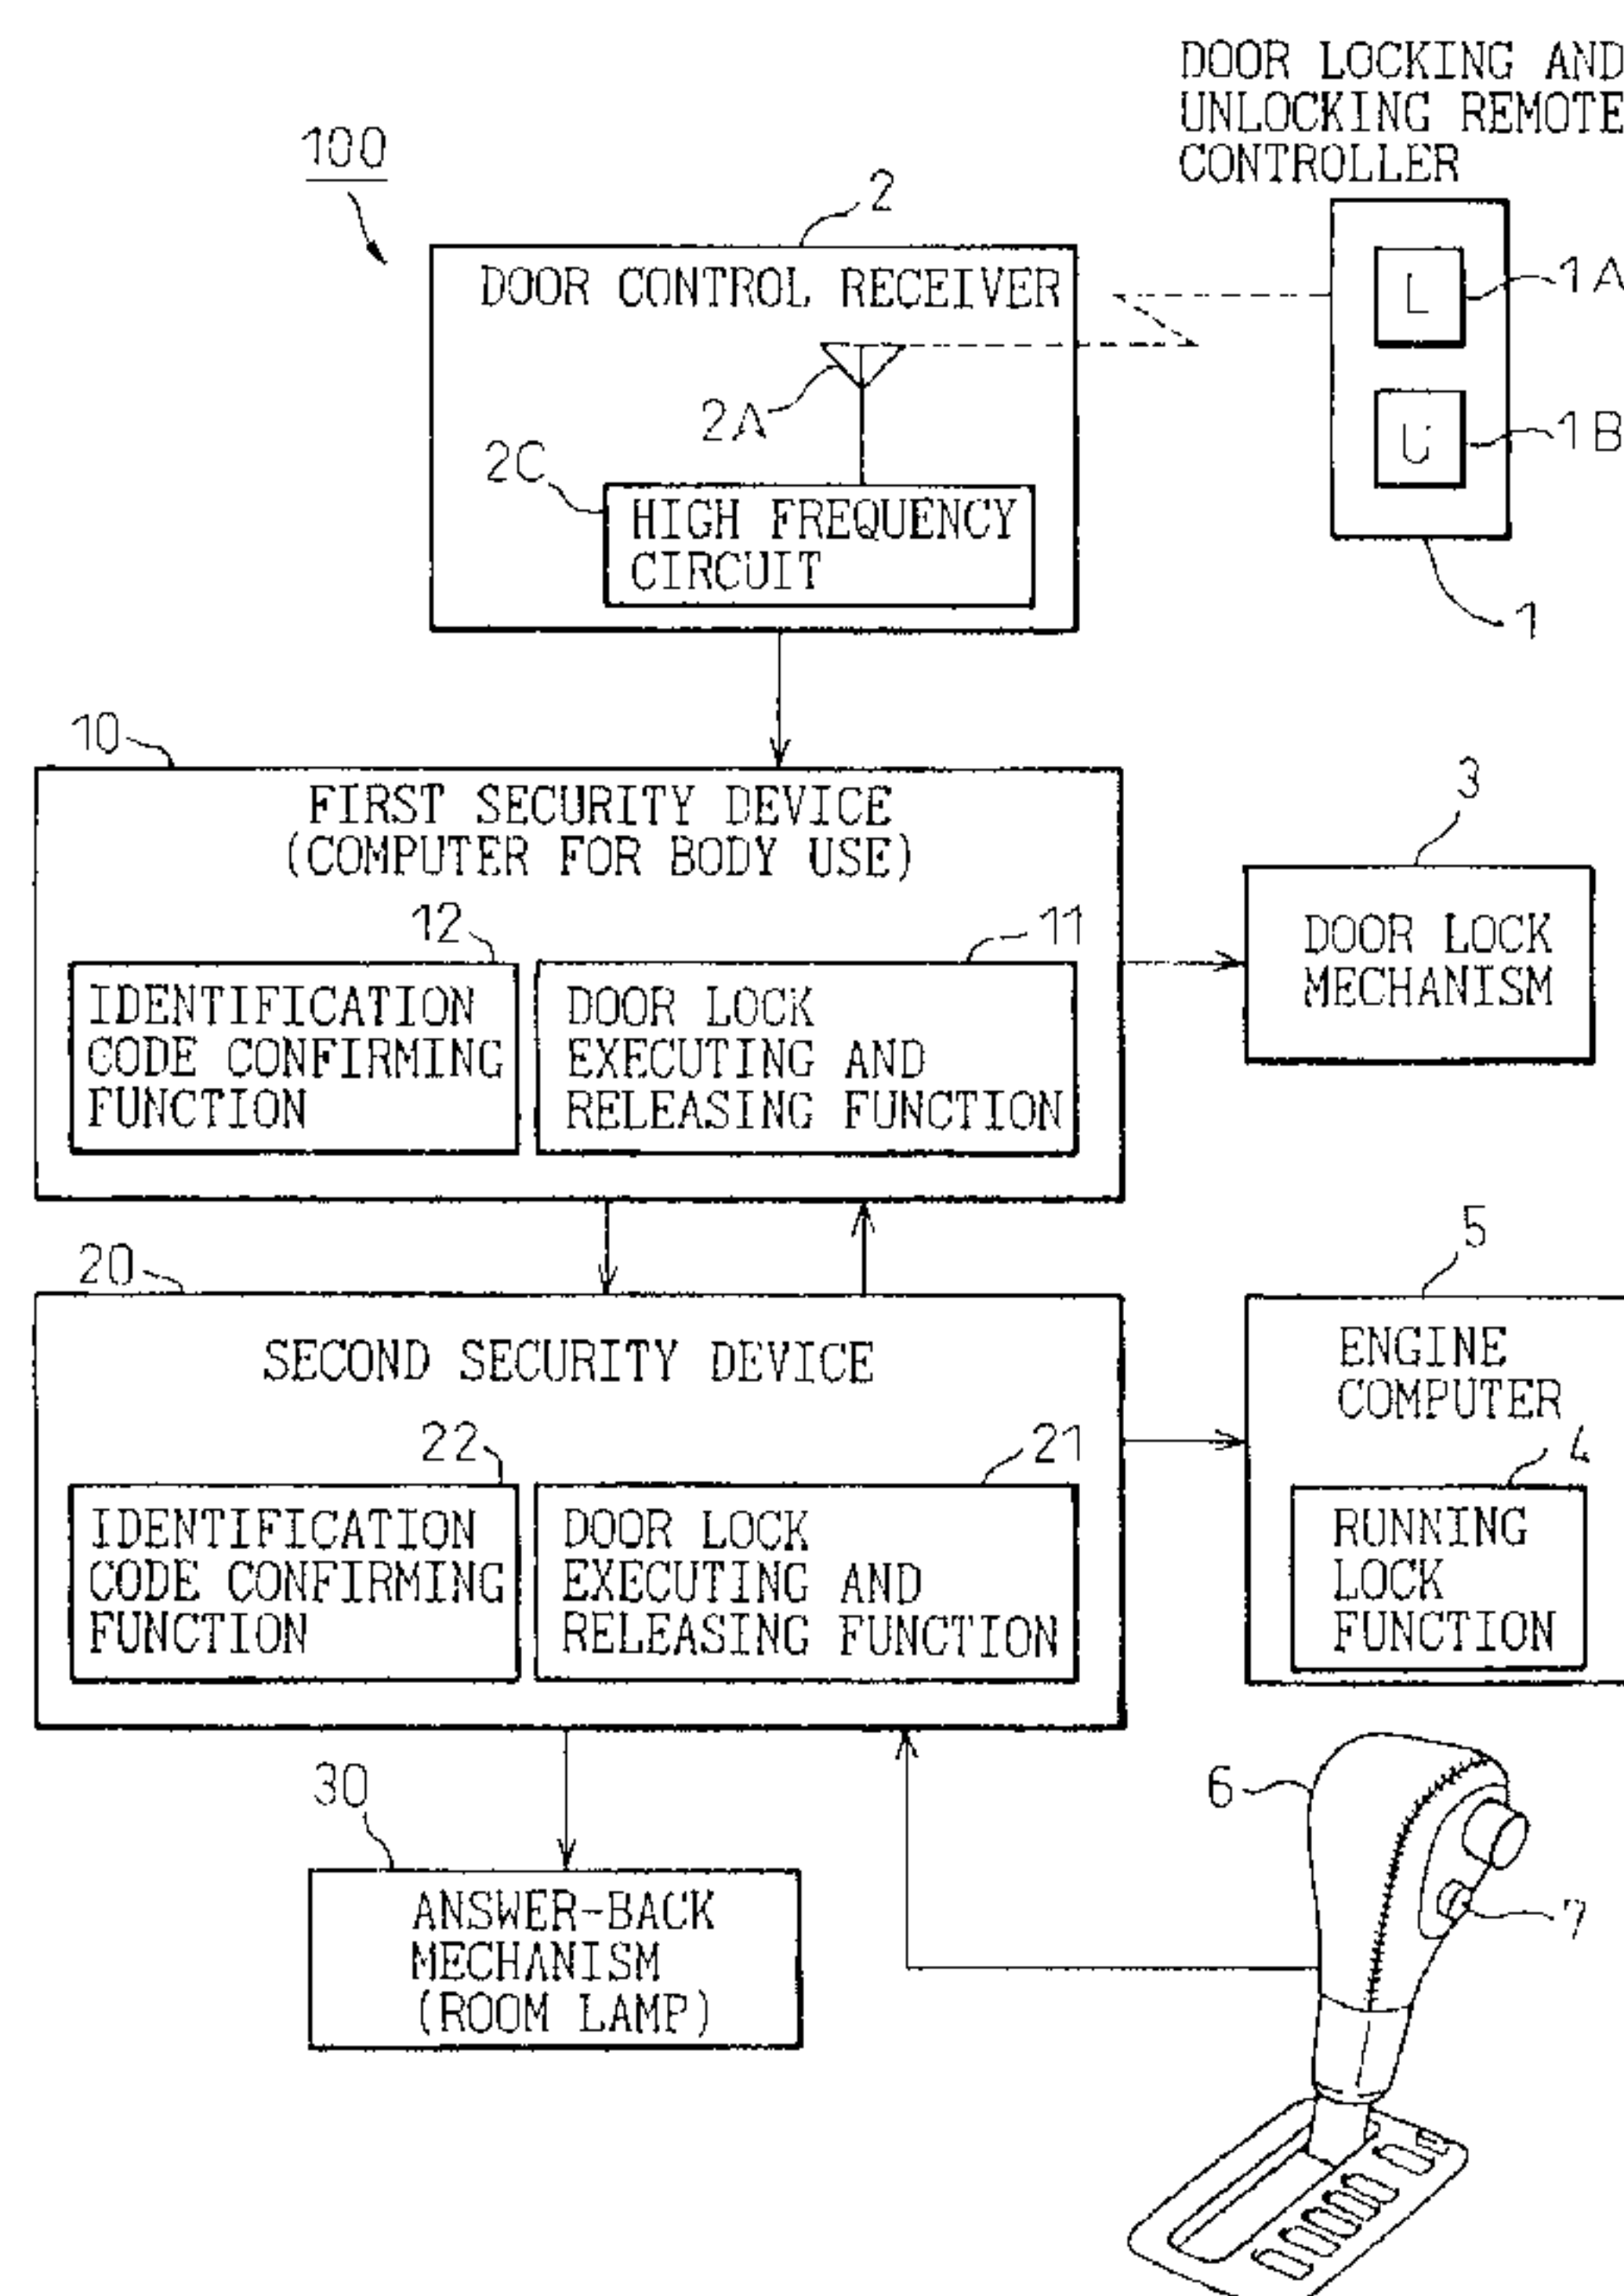 DOOR LOCKING AND
UNLOCKING REMOTE
CONTROLLER
100
2
DOOR CONTROL RECEIVER
L
1A
2A
U
1B
2C
HIGH FREQUENCY
CIRCUIT
1
10
FIRST SECURITY DEVICE
(COMPUTER FOR BODY USE)
3
12
11
DOOR LOCK
MECHANISM
IDENTIFICATION
CODE CONFIRMING
FUNCTION
DOOR LOCK
EXECUTING AND
RELEASING FUNCTION
20
5
SECOND SECURITY DEVICE
ENGINE
COMPUTER
22
21
4
IDENTIFICATION
CODE CONFIRMING
FUNCTION
DOOR LOCK
EXECUTING AND
RELEASING FUNCTION
RUNNING
LOCK
FUNCTION
30
6
ANSWER-BACK
MECHANISM
(ROOM LAMP)
7